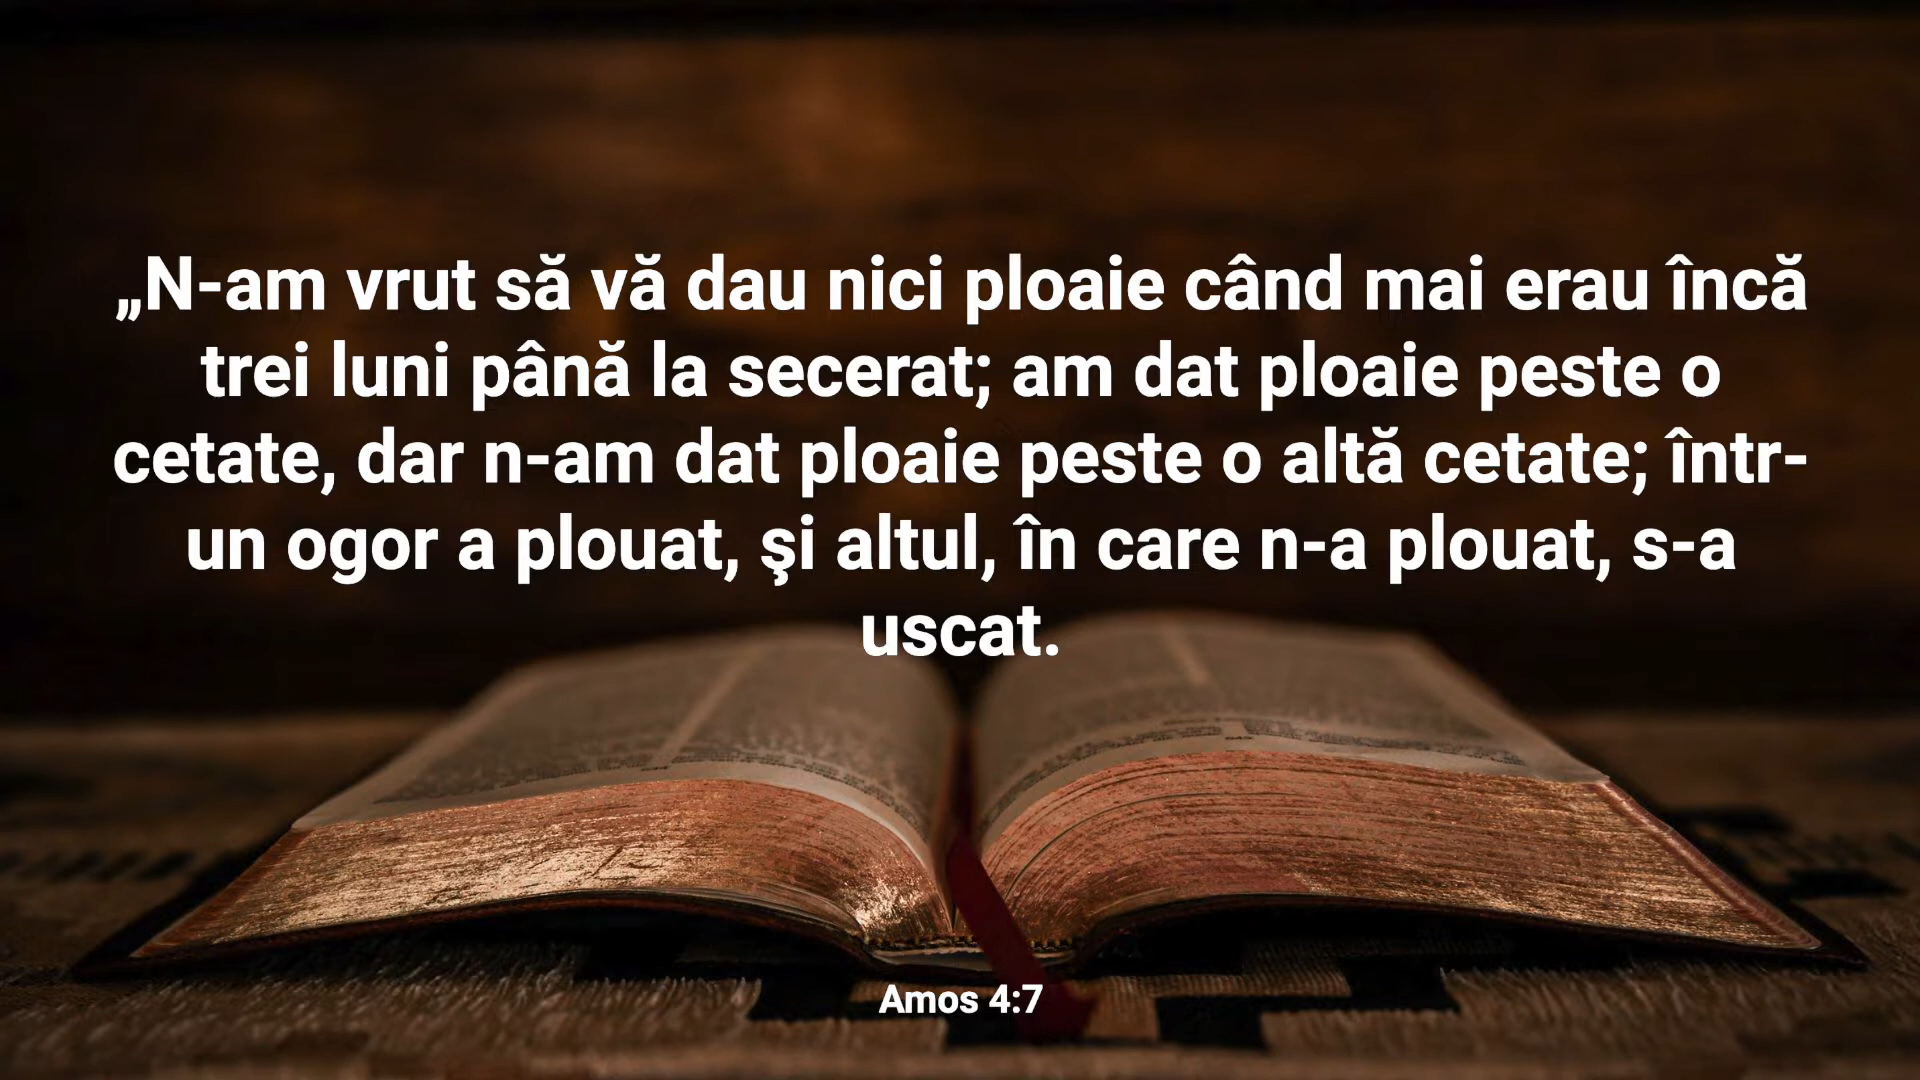 „N-am vrut să vă dau nici ploaie când mai erau încă
trei luni până la secerat; am dat ploaie peste o
cetate, dar n-am dat ploaie peste o altă cetate; într-
un ogor a plouat, şi altul, în care n-a plouat, s-a
uscat.
Amos 4:7